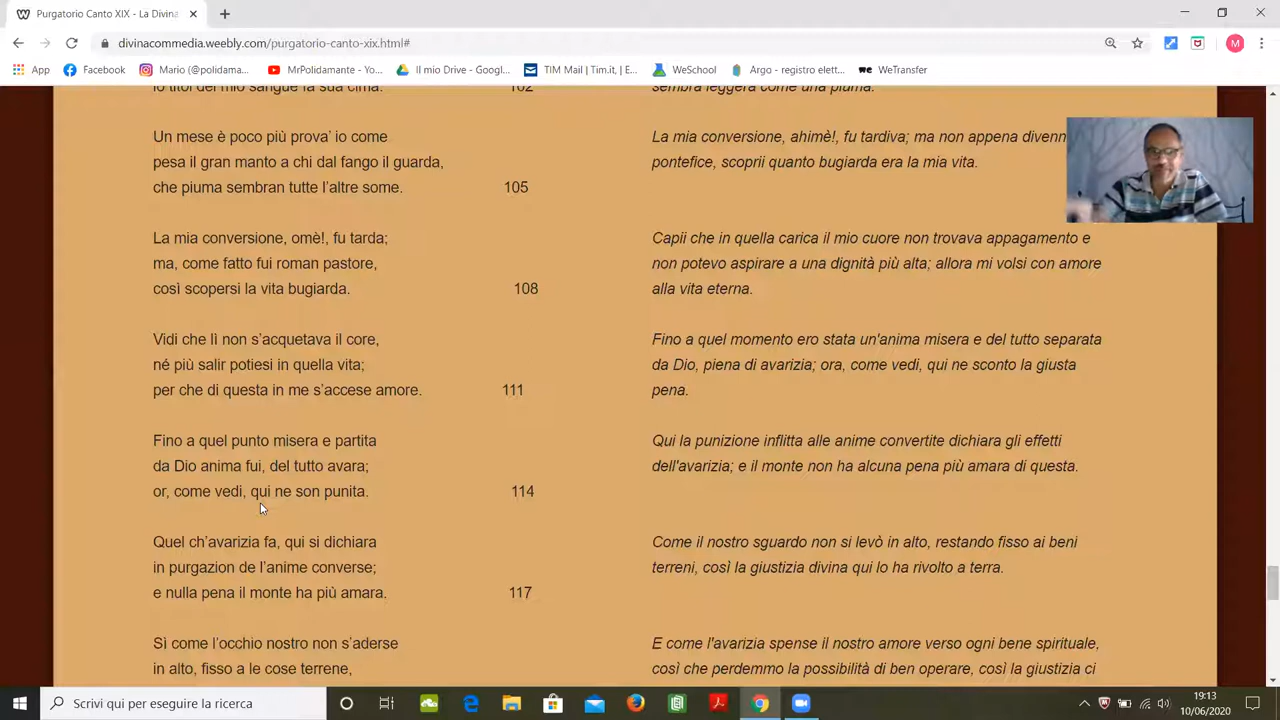 Purgatorio Canto XIX - La Divina
divinacommedia.weebly.com/purgatorio-canto-xix.html#
M
App
Facebook
Mario (@polidama...
MrPolidamante - Yo...
Il mio Drive - Googl...
TIM Mail | Tim.it, | E...
WeSchool
Argo - registro elett...
WeTransfer
io titol del mio sangue fa sua cima. 102
Un mese è poco più prova' io come
pesa il gran manto a chi dal fango il guarda,
che piuma sembran tutte l'altre some. 105
La mia conversione, omè!, fu tarda;
ma, come fatto fui roman pastore,
così scopersi la vita bugiarda. 108
Vidi che lì non s'acquetava il core,
né più salir potiesi in quella vita;
per che di questa in me s'accese amore. 111
Fino a quel punto misera e partita
da Dio anima fui, del tutto avara;
or, come vedi, qui ne son punita. 114
Quel ch'avarizia fa, qui si dichiara
in purgazion de l'anime converse;
e nulla pena il monte ha più amara. 117
Sì come l'occhio nostro non s'aderse
in alto, fisso a le cose terrene,
sembra leggera come una piuma.
La mia conversione, ahimè!, fu tardiva; ma non appena divenn
pontefice, scoprii quanto bugiarda era la mia vita.
Capii che in quella carica il mio cuore non trovava appagamento e
non potevo aspirare a una dignità più alta; allora mi volsi con amore
alla vita eterna.
Fino a quel momento ero stata un'anima misera e del tutto separata
da Dio, piena di avarizia; ora, come vedi, qui ne sconto la giusta
pena.
Qui la punizione inflitta alle anime convertite dichiara gli effetti
dell'avarizia; e il monte non ha alcuna pena più amara di questa.
Come il nostro sguardo non si levò in alto, restando fisso ai beni
terreni, così la giustizia divina qui lo ha rivolto a terra.
E come l'avarizia spense il nostro amore verso ogni bene spirituale,
così che perdemmo la possibilità di ben operare, così la giustizia ci
Scrivi qui per eseguire la ricerca
19:13
10/06/2020